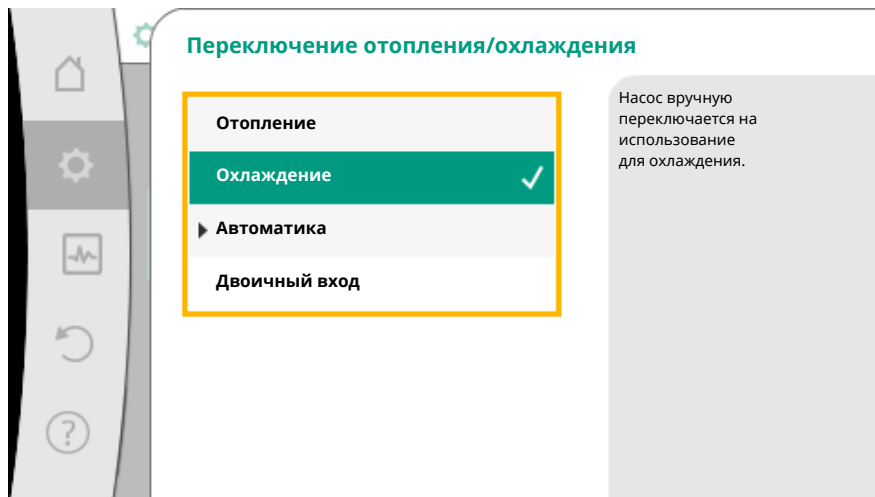 Переключение отопления/охлаждения
Отопление
Охлаждение
Автоматика
Двоичный вход
Насос вручную
переключается на
использование
для охлаждения.